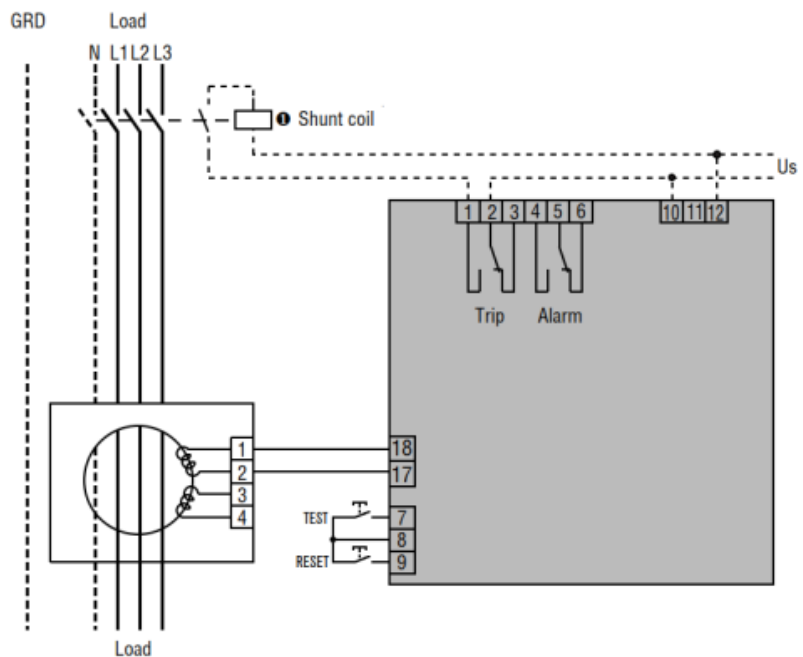 GRD Load
N L1 L2 L3
❶ Shunt coil
Us
1 2 3 4 5 6 10 11 12
Trip Alarm
1 18
2 17
3
4
TEST 7
8
RESET 9
Load